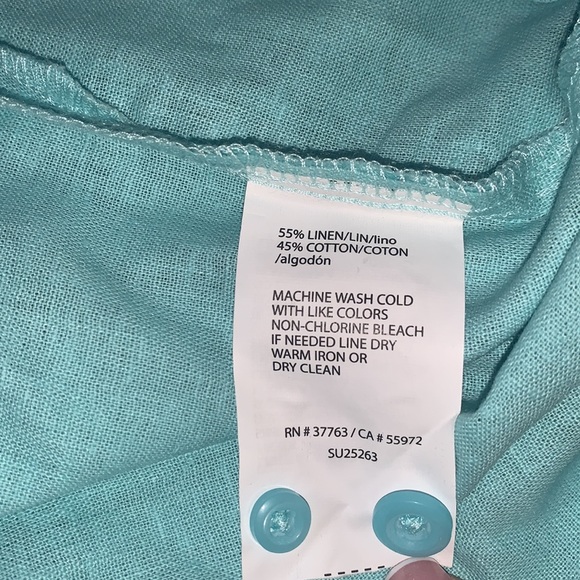 55% LINEN/LIN/lino
45% COTTON/COTON
/algodón
MACHINE WASH COLD
WITH LIKE COLORS
NON-CHLORINE BLEACH
IF NEEDED LINE DRY
WARM IRON OR
DRY CLEAN
RN # 37763 / CA # 55972
SU25263